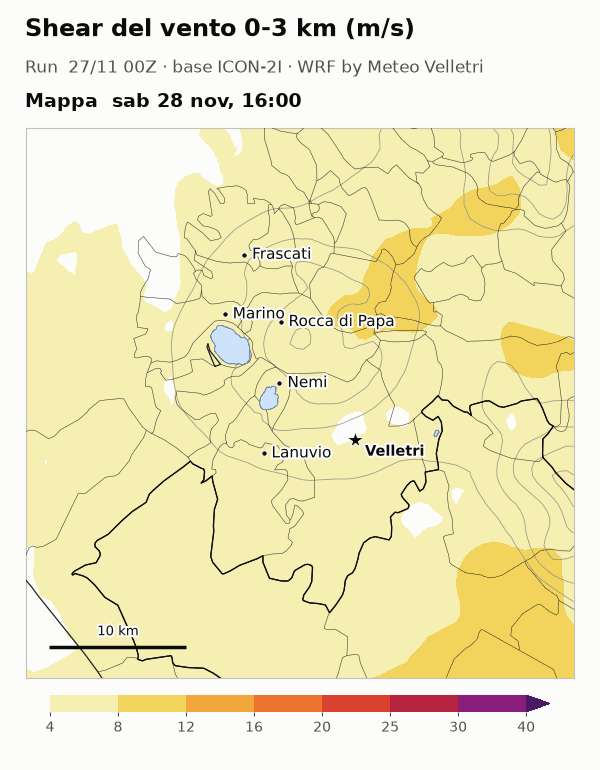 Shear del vento 0-3 km (m/s)
Run  27/11 00Z · base ICON-2I · WRF by Meteo Velletri
Mappa  sab 28 nov, 16:00
Frascati
Marino
Rocca di Papa
Nemi
Velletri
Lanuvio
10 km
4 8 12 16 20 25 30 40